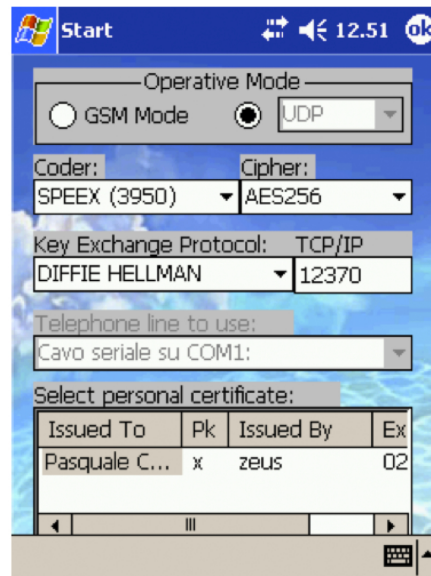 Start 12.51 ok
Operative Mode
GSM Mode UDP
Coder: Cipher:
SPEEX (3950) AES256
Key Exchange Protocol: TCP/IP
DIFFIE HELLMAN 12370
Telephone line to use:
Cavo seriale su COM1:
Select personal certificate:
Issued To Pk Issued By Ex
Pasquale C... x zeus 02